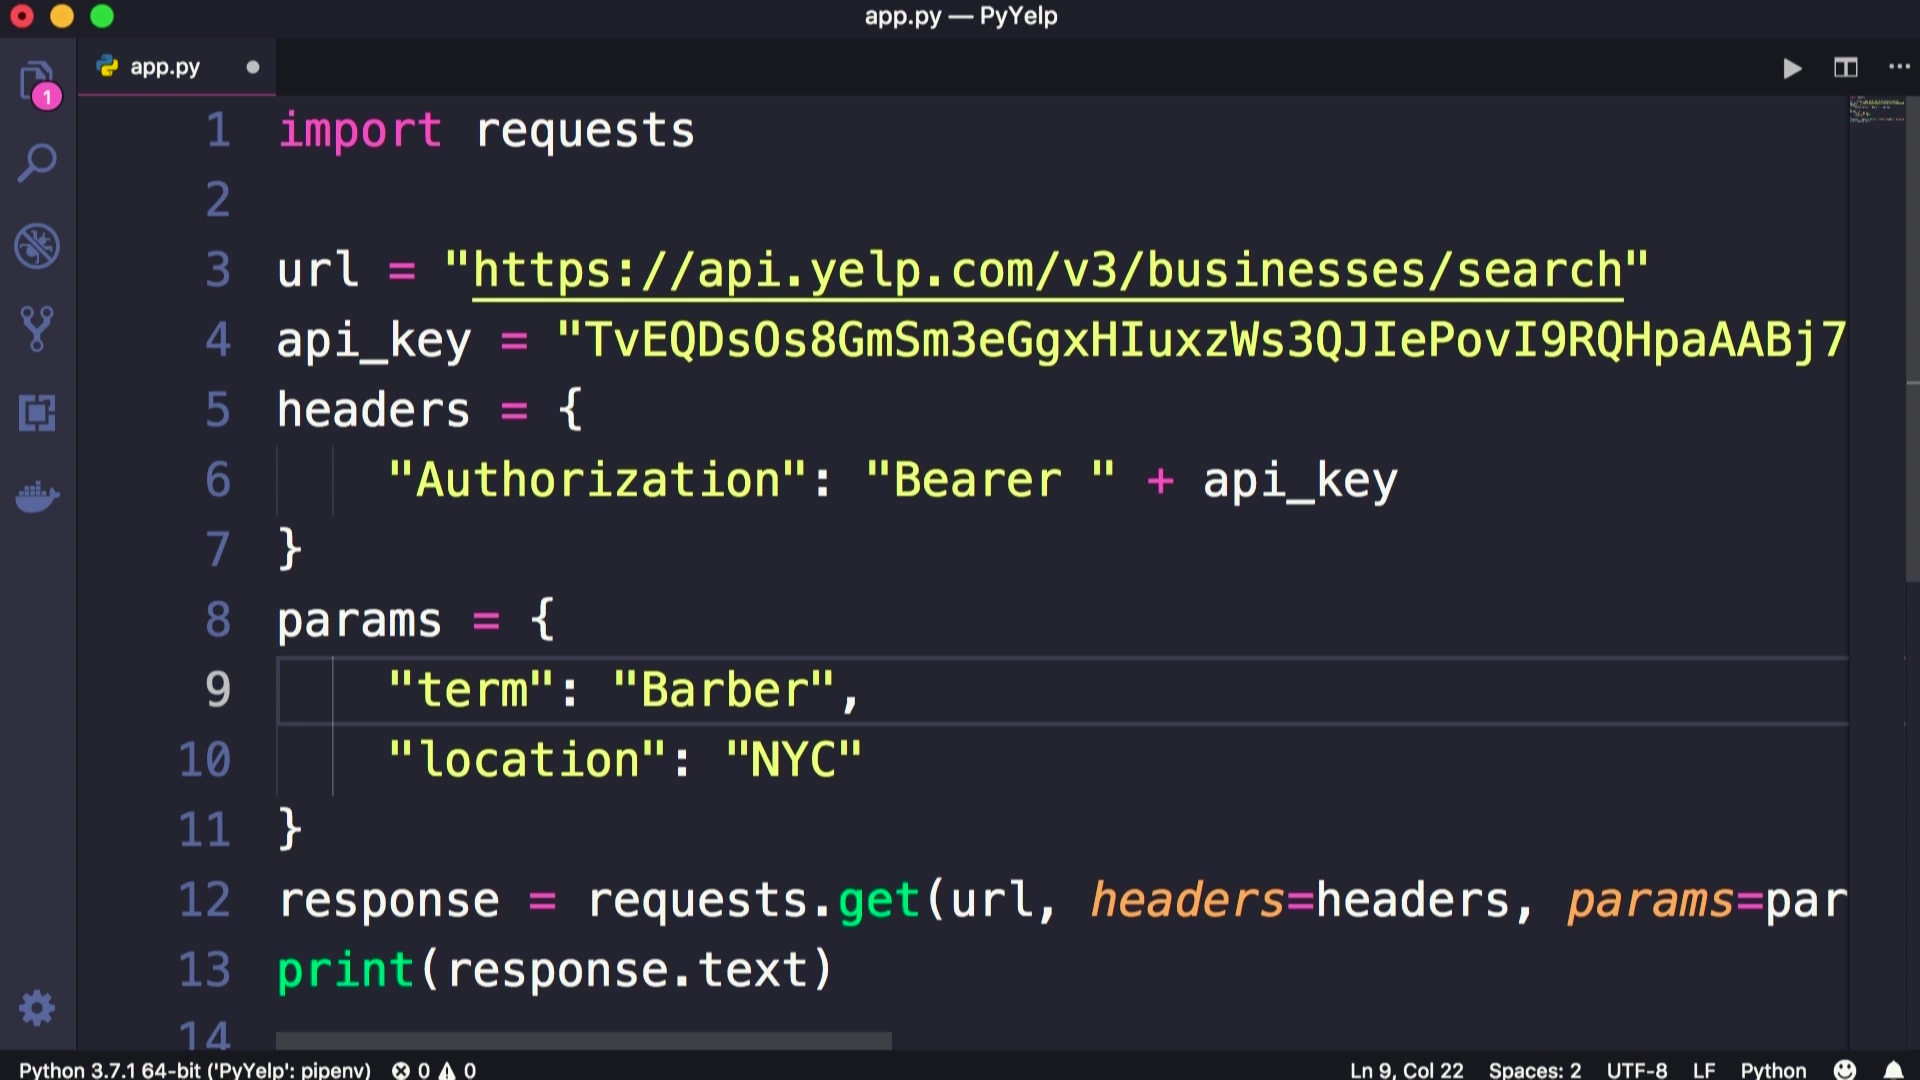 app.py — PyYelp
app.py
1
1 import requests
2
3 url = "https://api.yelp.com/v3/businesses/search"
4 api_key = "TvEQDsOs8GmSm3eGgxHIuxzWs3QJIePovI9RQHpaAABj7
5 headers = {
6 "Authorization": "Bearer " + api_key
7 }
8 params = {
9 "term": "Barber",
10 "location": "NYC"
11 }
12 response = requests.get(url, headers=headers, params=par
13 print(response.text)
14
Python 3.7.1 64-bit ('PyYelp': pipenv) 0 0 Ln 9, Col 22 Spaces: 2 UTF-8 LF Python